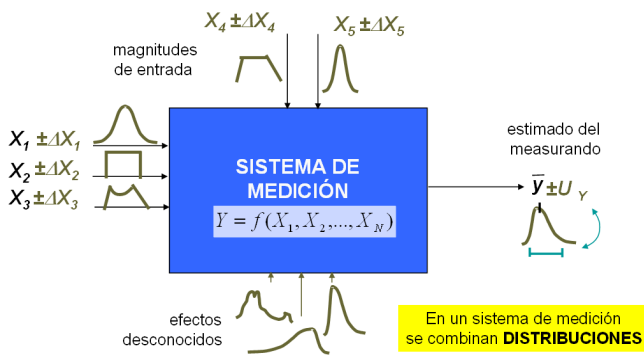 X4 ±ΔX4
X5 ±ΔX5
magnitudes
de entrada
X1 ±ΔX1
X2 ±ΔX2
X3 ±ΔX3
SISTEMA DE
MEDICIÓN
Y = f(X1, X2,..., XN)
estimado del
measurando
y̅ ±U Y
efectos
desconocidos
En un sistema de medición
se combinan DISTRIBUCIONES